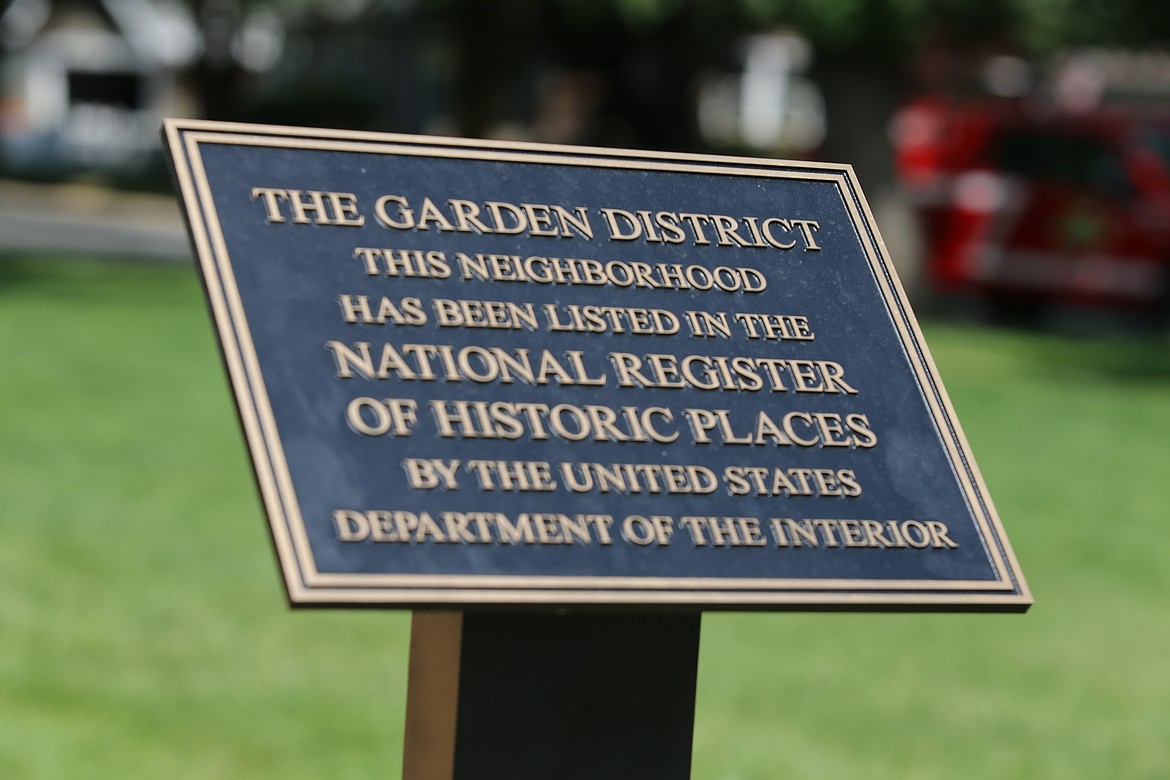 THE GARDEN DISTRICT
THIS NEIGHBORHOOD
HAS BEEN LISTED IN THE
NATIONAL REGISTER
OF HISTORIC PLACES
BY THE UNITED STATES
DEPARTMENT OF THE INTERIOR